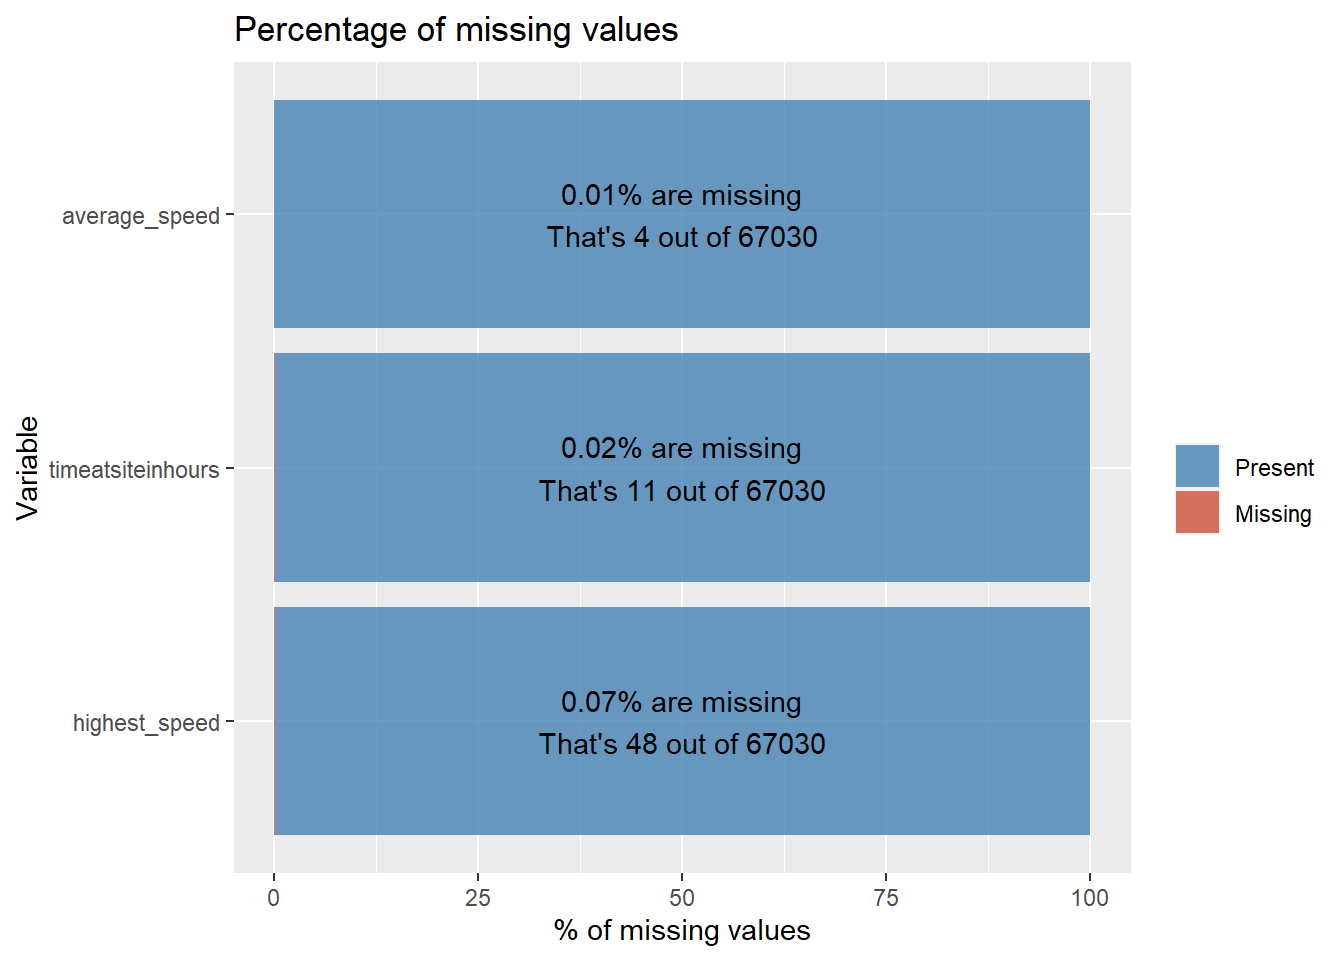 Percentage of missing values
Variable
average_speed
0.01% are missing
That's 4 out of 67030
timeatsiteinhours
0.02% are missing
That's 11 out of 67030
highest_speed
0.07% are missing
That's 48 out of 67030
0 25 50 75 100
% of missing values
Present
Missing